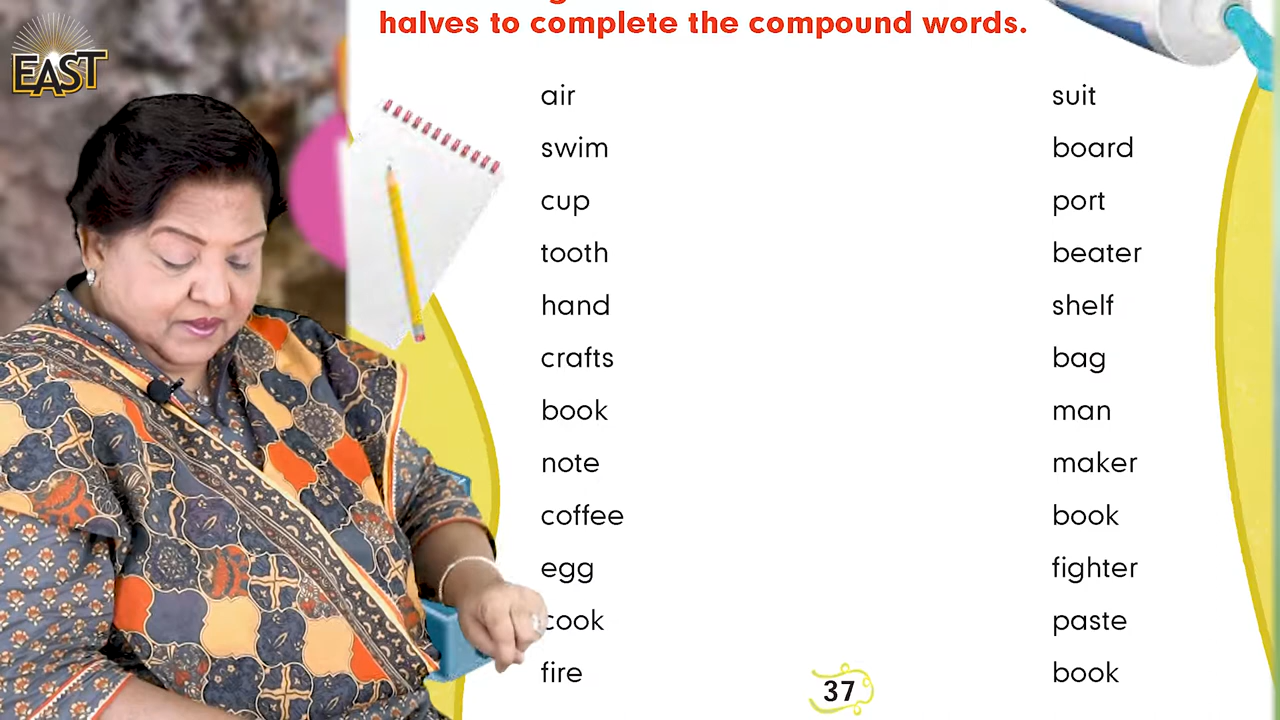 EAST
halves to complete the compound words.
air suit
swim board
cup port
tooth beater
hand shelf
crafts bag
book man
note maker
coffee book
egg fighter
cook paste
fire book
37